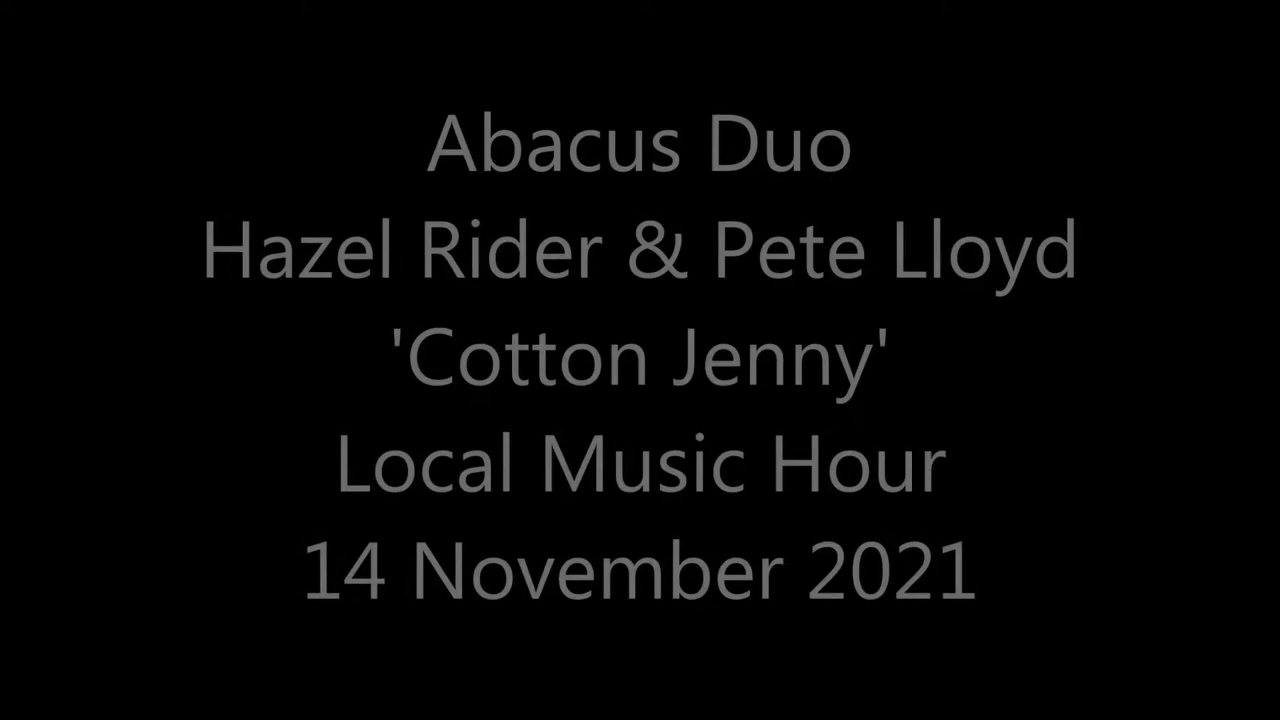 Abacus Duo
Hazel Rider & Pete Lloyd
'Cotton Jenny'
Local Music Hour
14 November 2021